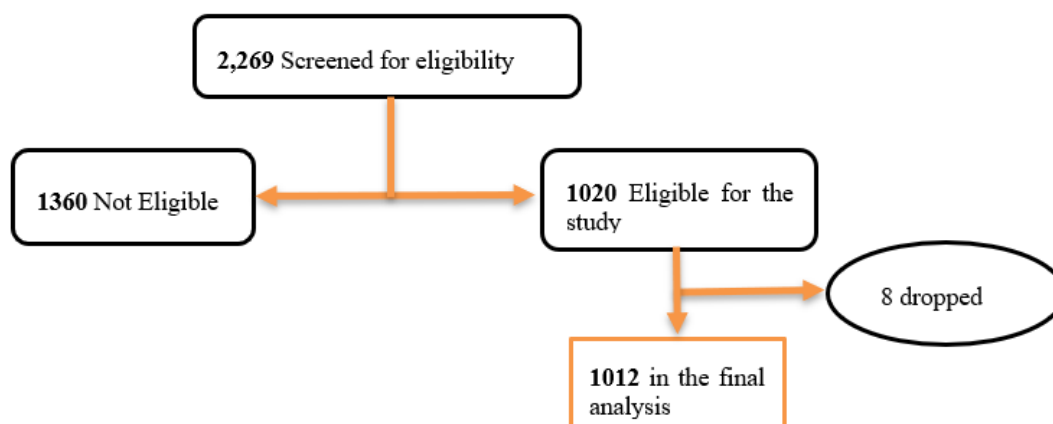 2,269 Screened for eligibility
1360 Not Eligible
1020 Eligible for the
study
8 dropped
1012 in the final
analysis